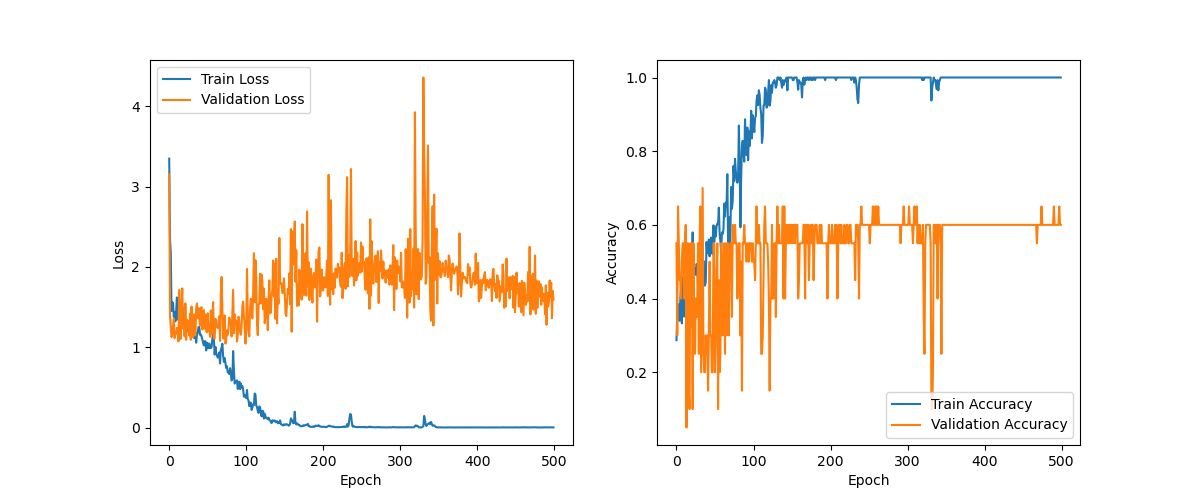 Train Loss
Validation Loss
Loss
4
3
2
1
0
0 100 200 300 400 500
Epoch
Accuracy
1.0
0.8
0.6
0.4
0.2
Train Accuracy
Validation Accuracy
0 100 200 300 400 500
Epoch